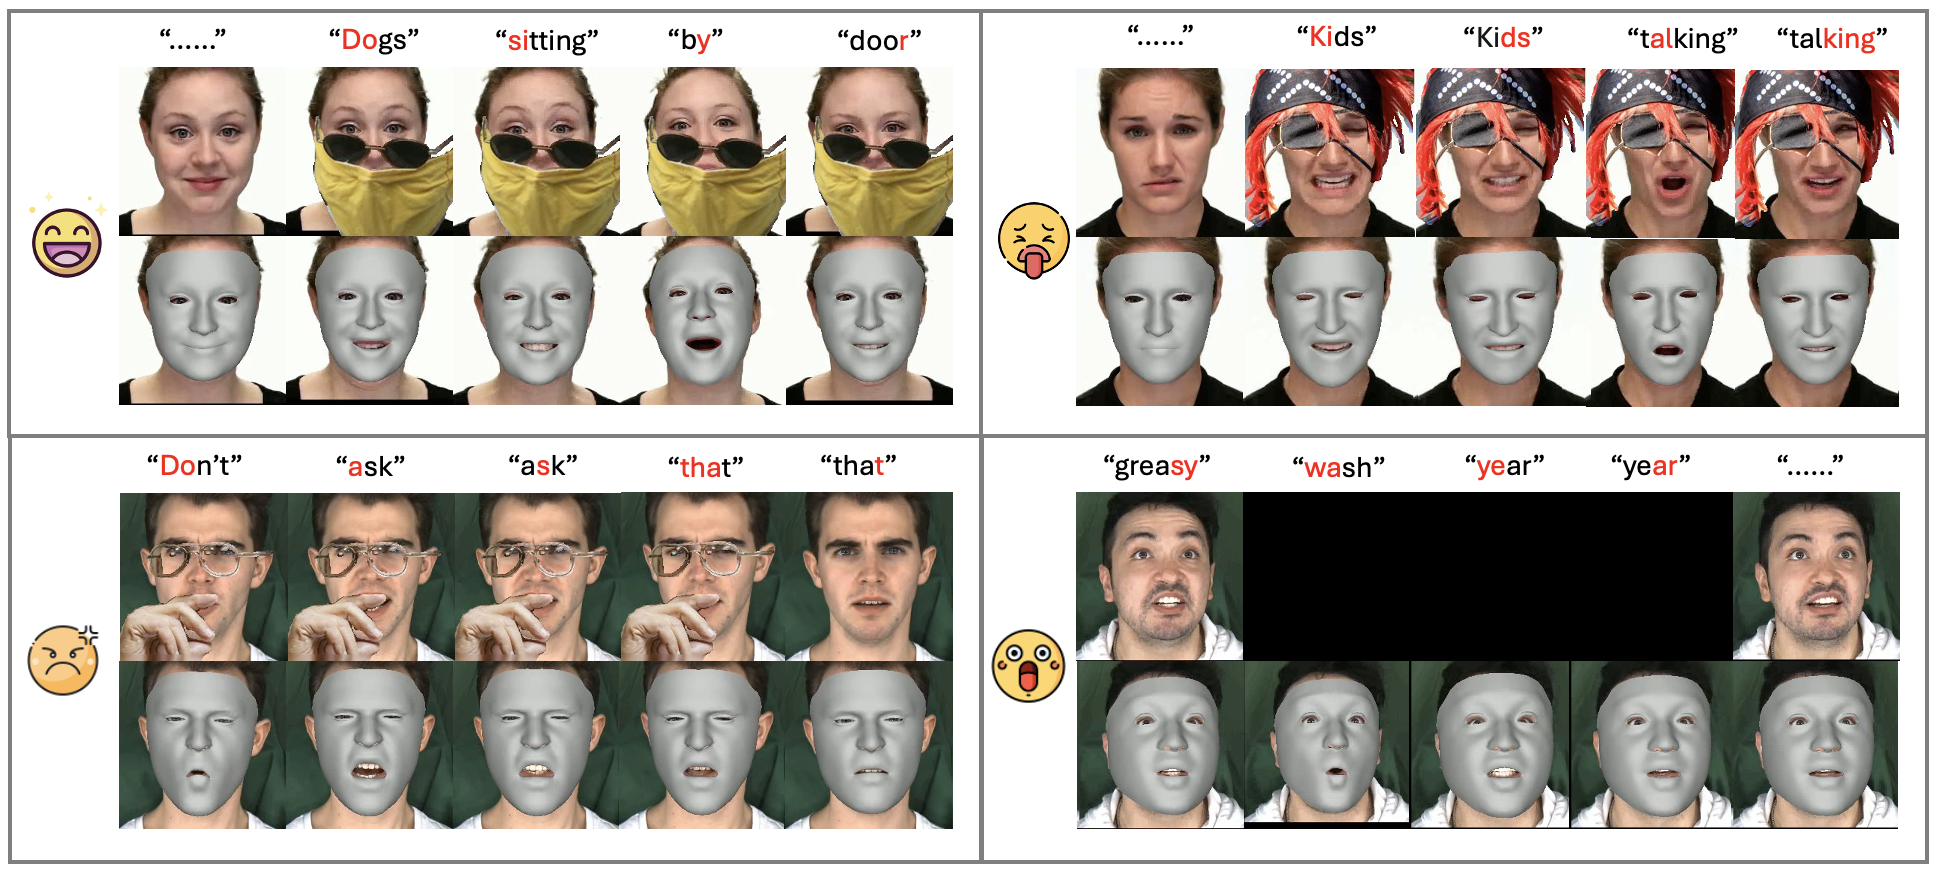 “......” “Dogs” “sitting” “by” “door”
“......” “Kids” “Kids” “talking” “talking”
“Don’t” “ask” “ask” “that” “that”
“greasy” “wash” “year” “year” “......”